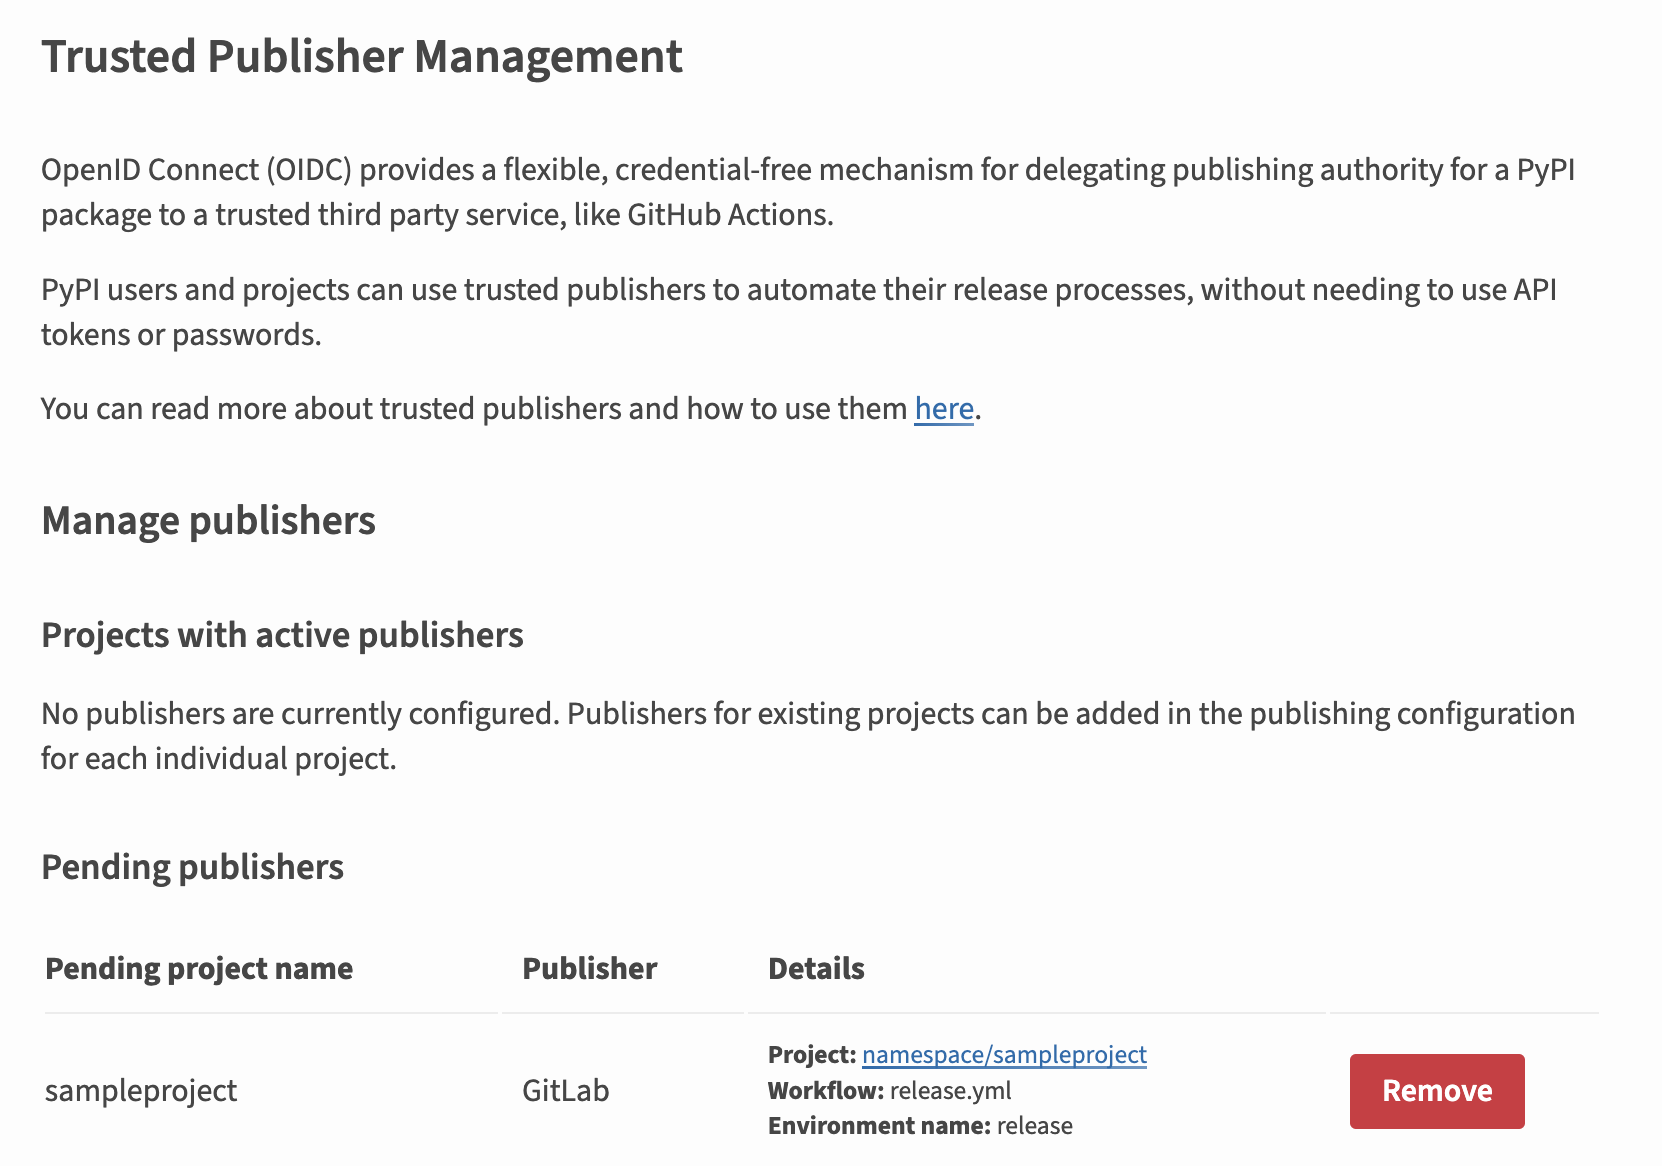 Trusted Publisher Management
OpenID Connect (OIDC) provides a flexible, credential-free mechanism for delegating publishing authority for a PyPI
package to a trusted third party service, like GitHub Actions.
PyPI users and projects can use trusted publishers to automate their release processes, without needing to use API
tokens or passwords.
You can read more about trusted publishers and how to use them here.
Manage publishers
Projects with active publishers
No publishers are currently configured. Publishers for existing projects can be added in the publishing configuration
for each individual project.
Pending publishers
Pending project name Publisher Details
Project: namespace/sampleproject
sampleproject GitLab Workflow: release.yml Remove
Environment name: release